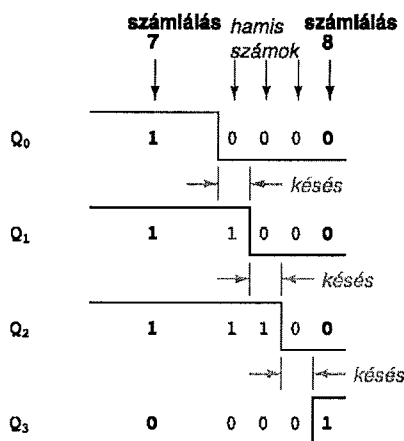 számlálás hamis számlálás
7 számok 8
Q₀ 1 0 0 0 0
késés
Q₁ 1 1 0 0 0
késés
Q₂ 1 1 1 0 0
késés
Q₃ 0 0 0 0 1